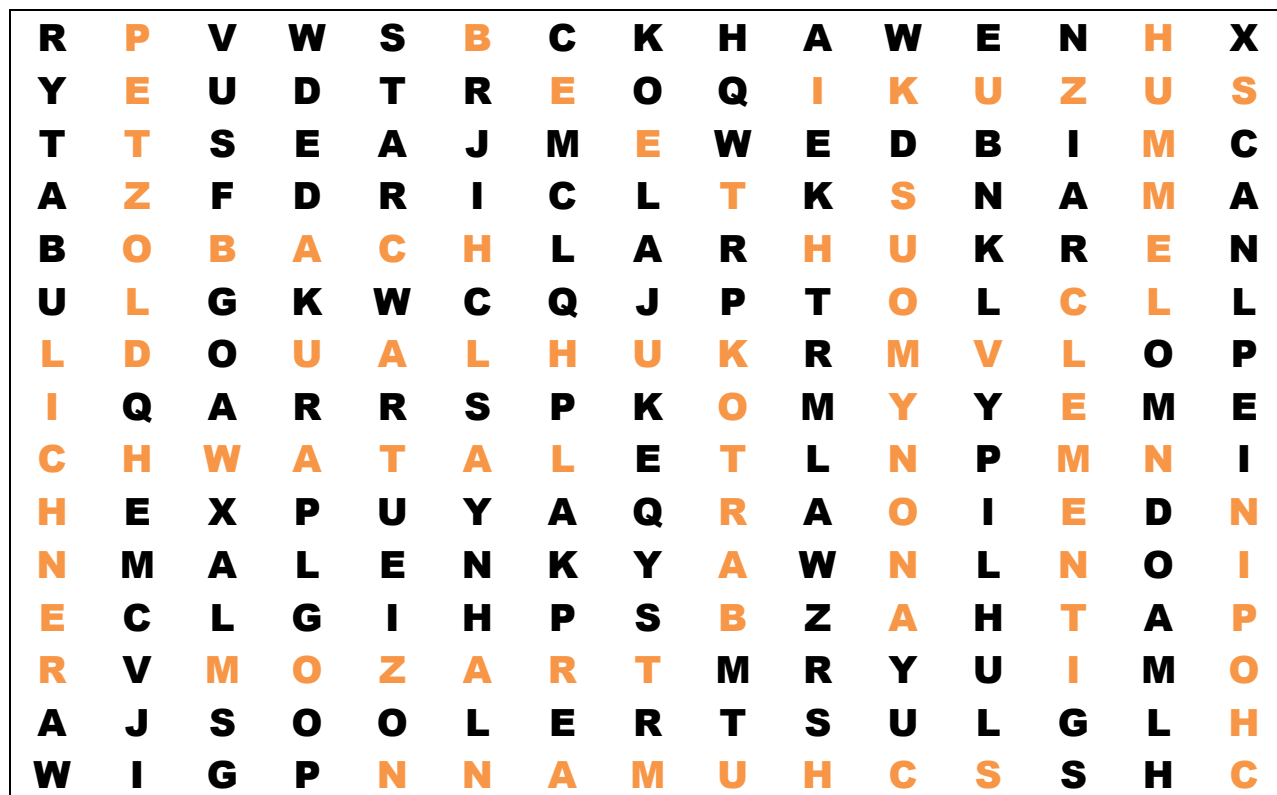 R P V W S B C K H A W E N H X
Y E U D T R E O Q I K U Z U S
T T S E A J M E W E D B I M C
A Z F D R I C L T K S N A M A
B O B A C H L A R H U K R E N
U L G K W C Q J P T O L C L L
L D O U A L H U K R M V L O P
I Q A R R S P K O M Y Y E M E
C H W A T A L E T L N P M N I
H E X P U Y A Q R A O I E D N
N M A L E N K Y A W N L N O I
E C L G I H P S B Z A H T A P
R V M O Z A R T M R Y U I M O
A J S O O L E R T S U L G L H
W I G P N N A M U H C S S H C